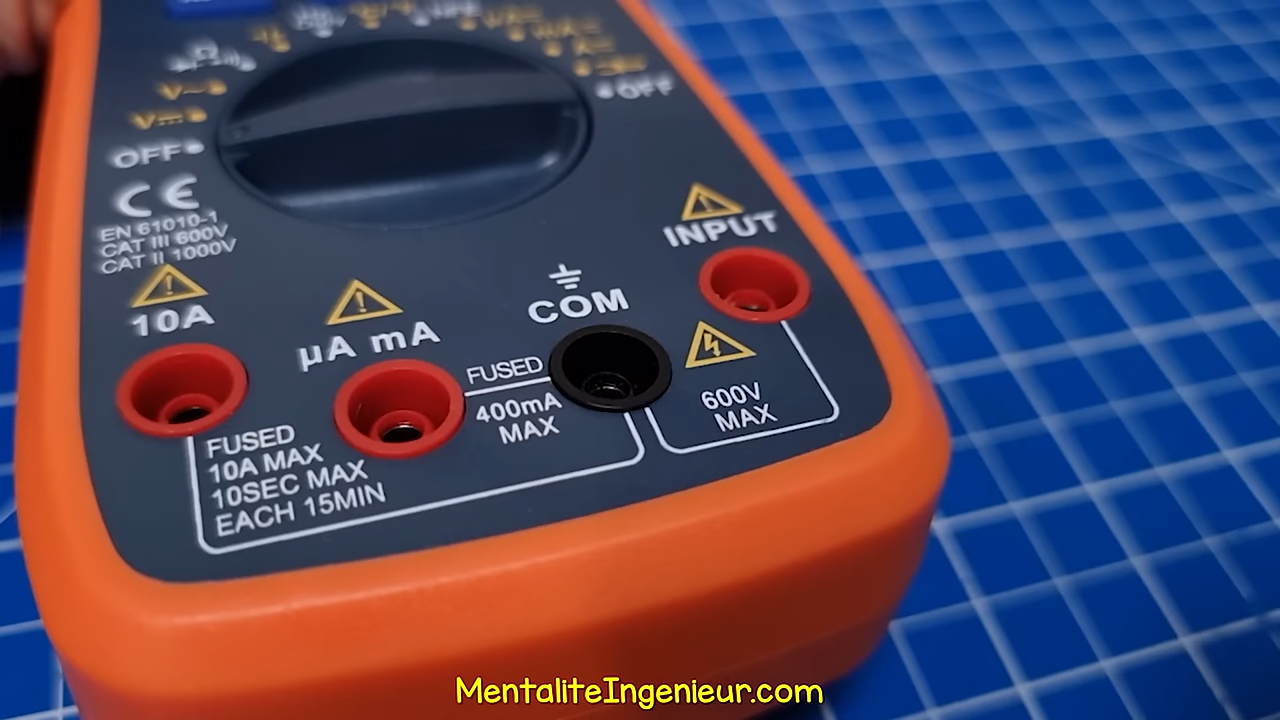 OFF
V
V
OFF
CE
EN 61010-1
CAT III 600V
CAT II 1000V
INPUT
10A
µA mA
COM
FUSED
400mA
MAX
600V
MAX
FUSED
10A MAX
10SEC MAX
EACH 15MIN
MentaliteIngenieur.com